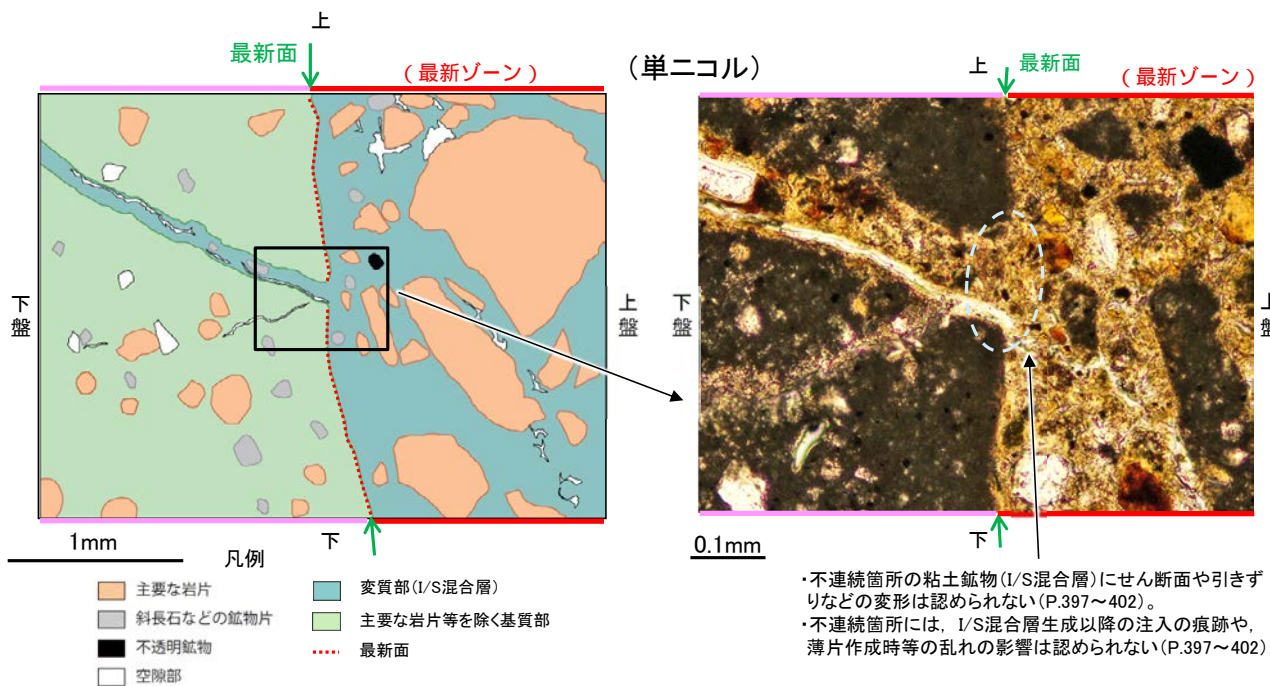 上
最新面
(最新ゾーン)
下盤
上盤
1mm
下
凡例
主要な岩片
斜長石などの鉱物片
不透明鉱物
空隙部
変質部(I/S混合層)
主要な岩片等を除く基質部
最新面
(単ニコル)
上
最新面
(最新ゾーン)
下盤
上盤
0.1mm
下
・不連続箇所の粘土鉱物(I/S混合層)にせん断面や引きずりなどの変形は認められない(P.397～402)。
・不連続箇所には，I/S混合層生成以降の注入の痕跡や，
薄片作成時等の乱れの影響は認められない(P.397～402)